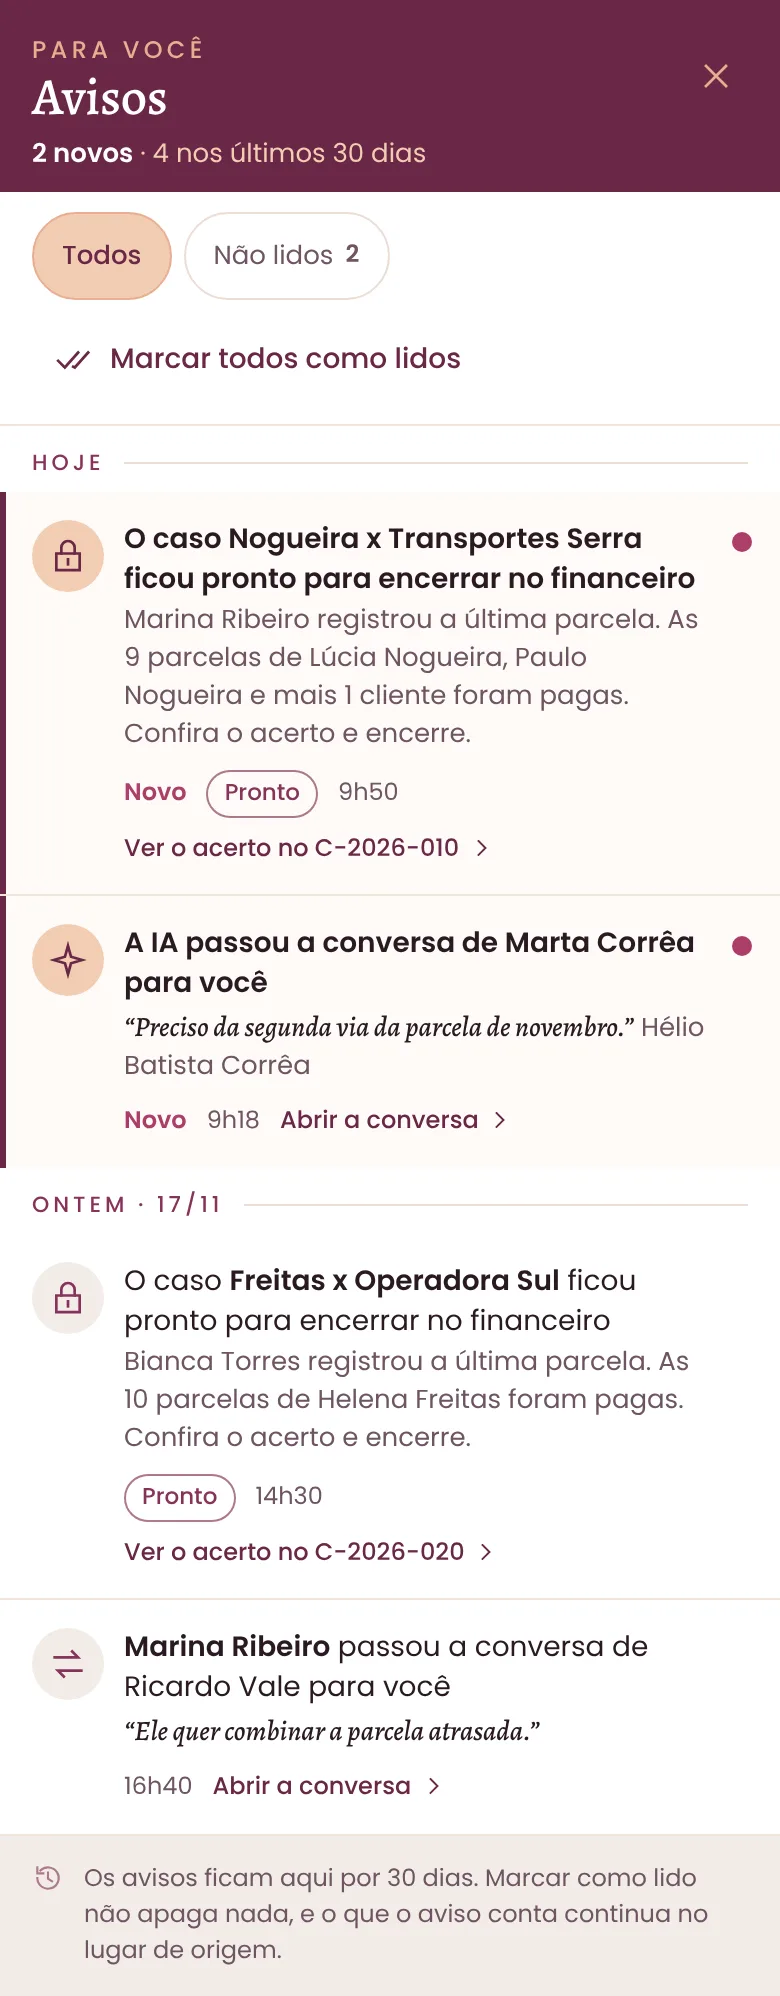 PARA VOCÊ
Avisos
2 novos · 4 nos últimos 30 dias
Todos
Não lidos 2
Marcar todos como lidos
HOJE
O caso Nogueira x Transportes Serra
ficou pronto para encerrar no financeiro
Marina Ribeiro registrou a última parcela. As
9 parcelas de Lúcia Nogueira, Paulo
Nogueira e mais 1 cliente foram pagas.
Confira o acerto e encerre.
Novo Pronto 9h50
Ver o acerto no C-2026-010
A IA passou a conversa de Marta Corrêa
para você
“Preciso da segunda via da parcela de novembro.” Hélio
Batista Corrêa
Novo 9h18 Abrir a conversa
ONTEM · 17/11
O caso Freitas x Operadora Sul ficou
pronto para encerrar no financeiro
Bianca Torres registrou a última parcela. As
10 parcelas de Helena Freitas foram pagas.
Confira o acerto e encerre.
Pronto 14h30
Ver o acerto no C-2026-020
Marina Ribeiro passou a conversa de
Ricardo Vale para você
“Ele quer combinar a parcela atrasada.”
16h40 Abrir a conversa
Os avisos ficam aqui por 30 dias. Marcar como lido
não apaga nada, e o que o aviso conta continua no
lugar de origem.